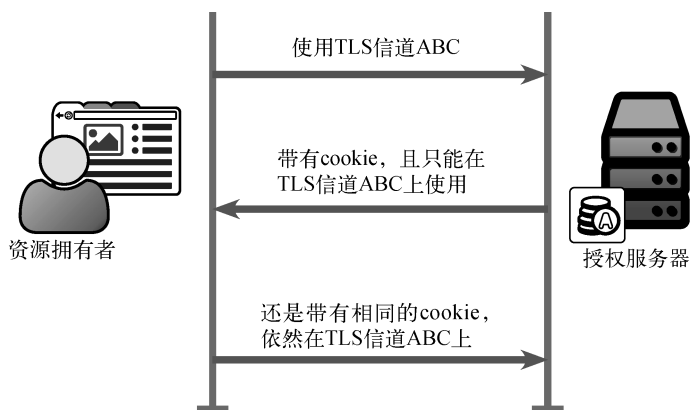 使用TLS信道ABC
带有cookie，且只能在
TLS信道ABC上使用
资源拥有者
A
授权服务器
还是带有相同的cookie，
依然在TLS信道ABC上